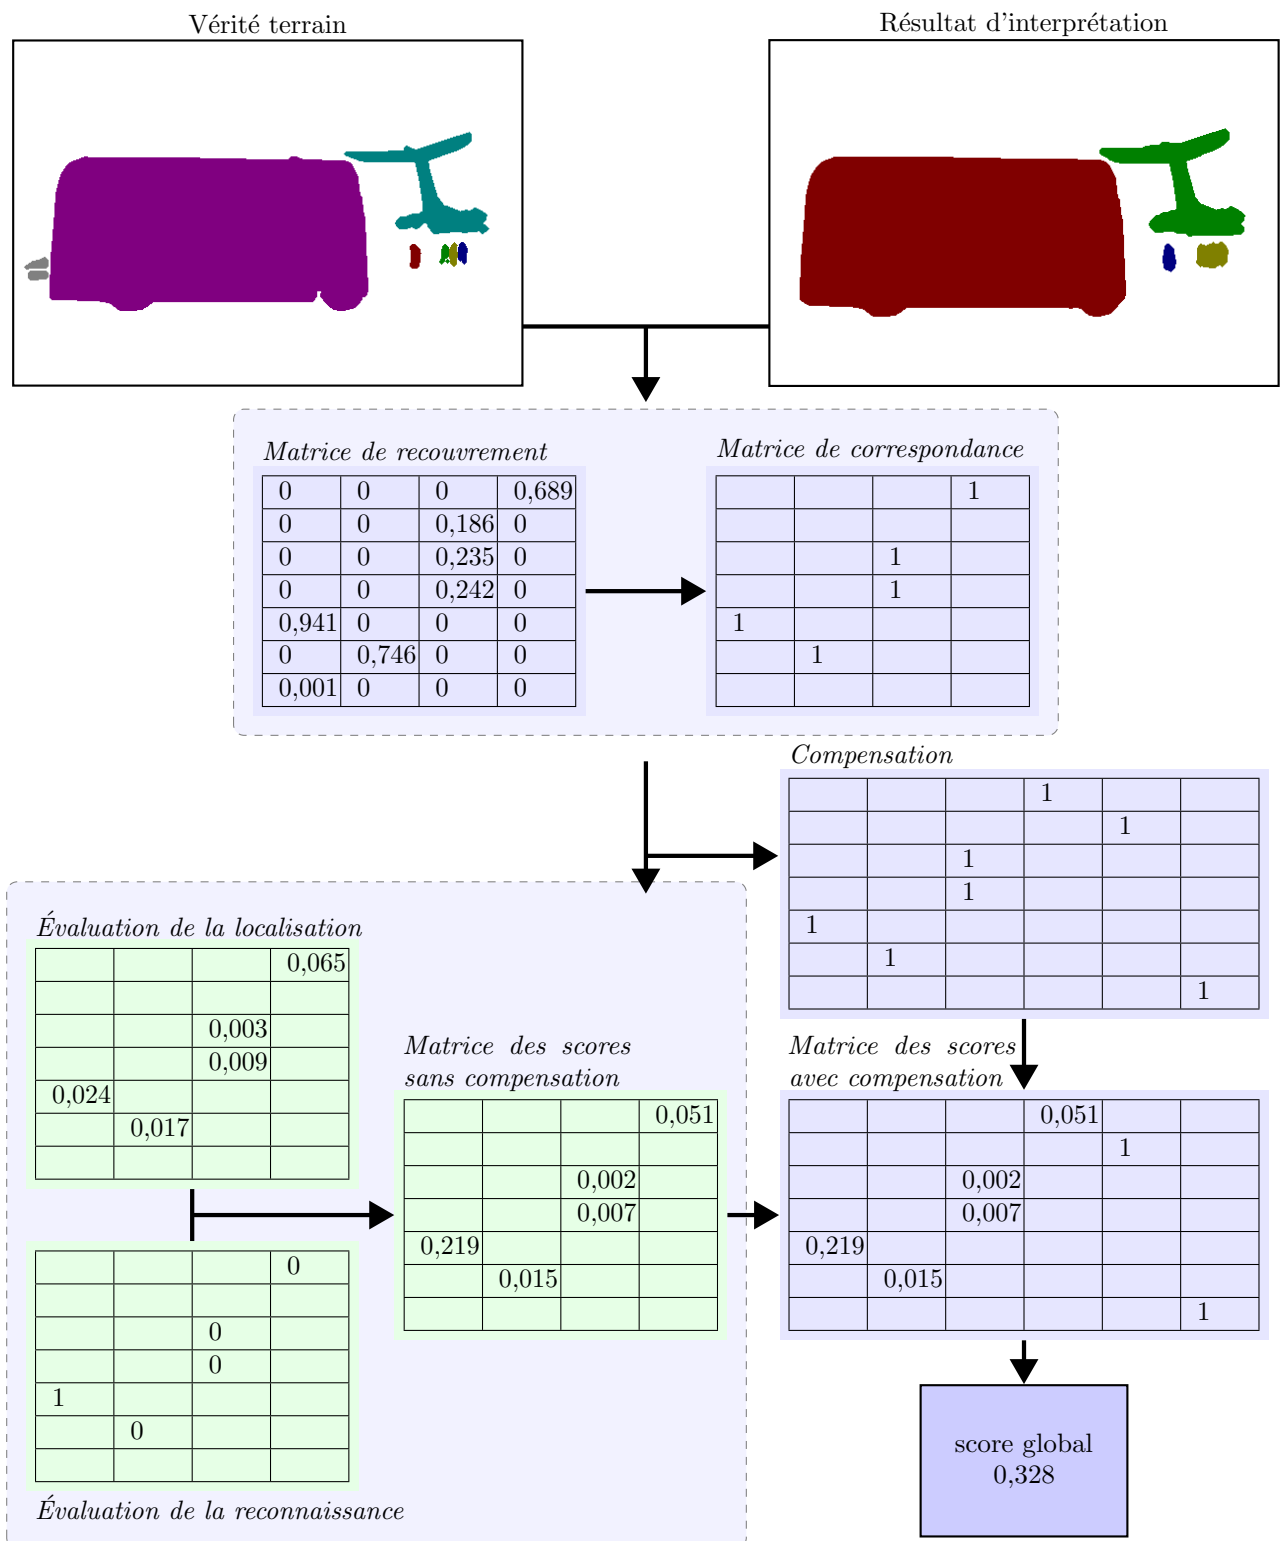 Vérité terrain
Résultat d'interprétation
Matrice de recouvrement
0 0 0 0,689
0 0 0,186 0
0 0 0,235 0
0 0 0,242 0
0,941 0 0 0
0 0,746 0 0
0,001 0 0 0
Matrice de correspondance
1
1
1
1
1
Compensation
1
1
1
1
1
1
1
Évaluation de la localisation
0,065
0,003
0,009
0,024
0,017
Matrice des scores
sans compensation
0,051
0,002
0,007
0,219
0,015
Matrice des scores
avec compensation
0,051
1
0,002
0,007
0,219
0,015
1
0
0
0
1
0
Évaluation de la reconnaissance
score global
0,328